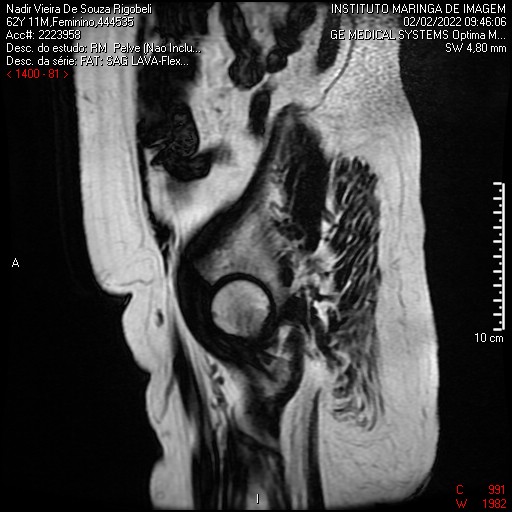 Nadir Vieira De Souza Rigobeli
62Y 11M,Feminino,444535
Acc#: 2223958
Desc. do estudo: RM  Pelve (Nao Inclu...
Desc. da série: FAT: SAG LAVA-Flex...
< 1400 - 81 >
INSTITUTO MARINGA DE IMAGEM
02/02/2022 09:46:06
GE MEDICAL SYSTEMS Optima M...
SW 4,80 mm
A
10 cm
I
C 991
W 1982